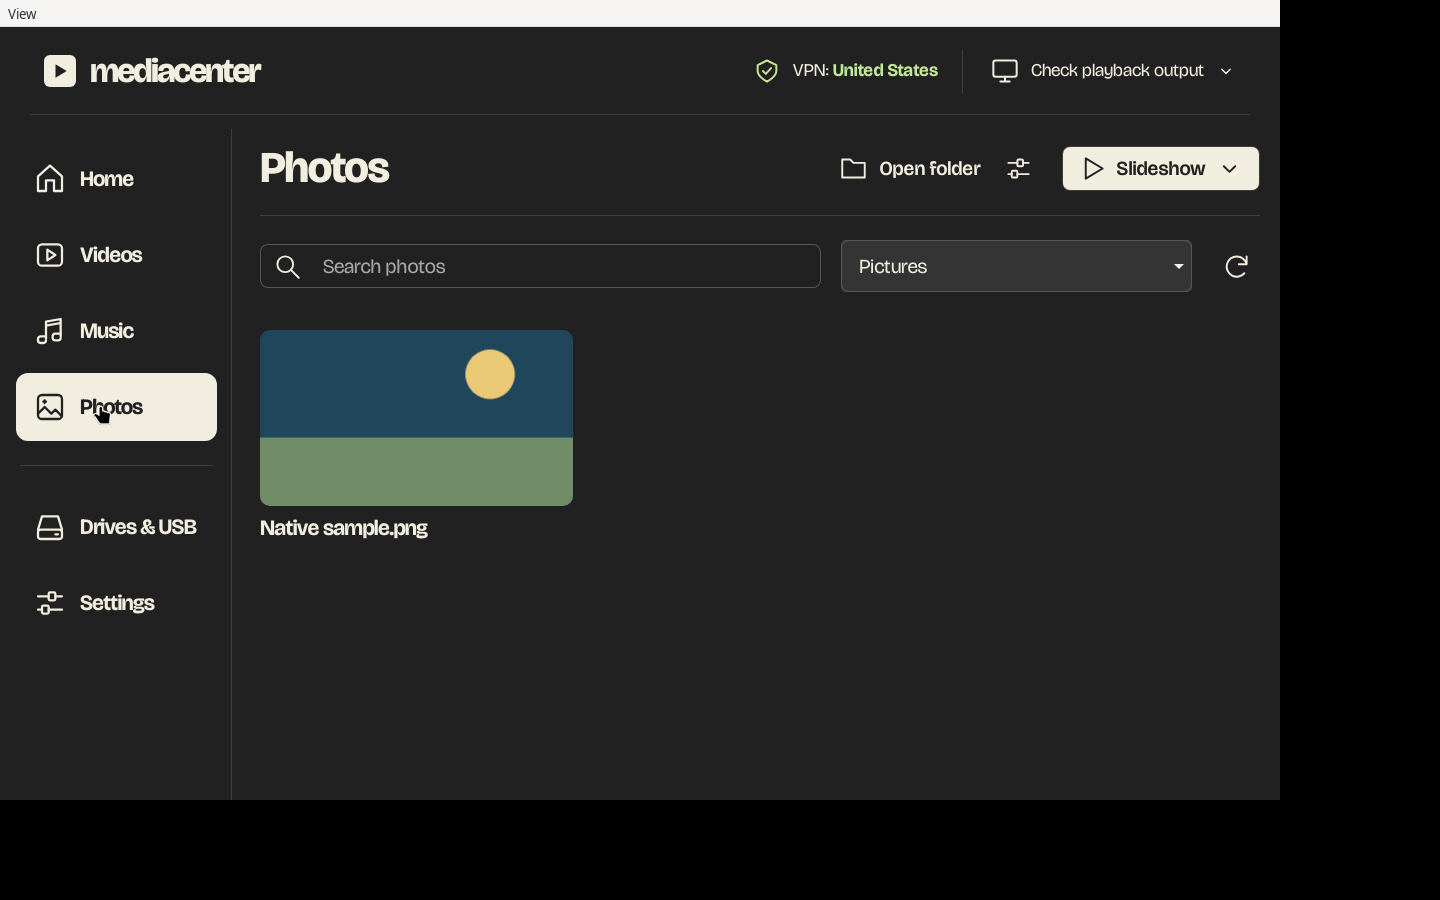 View
mediacenter
VPN: United States
Check playback output
Home
Videos
Music
Photos
Drives & USB
Settings
Photos
Open folder
Slideshow
Search photos
Pictures
Native sample.png